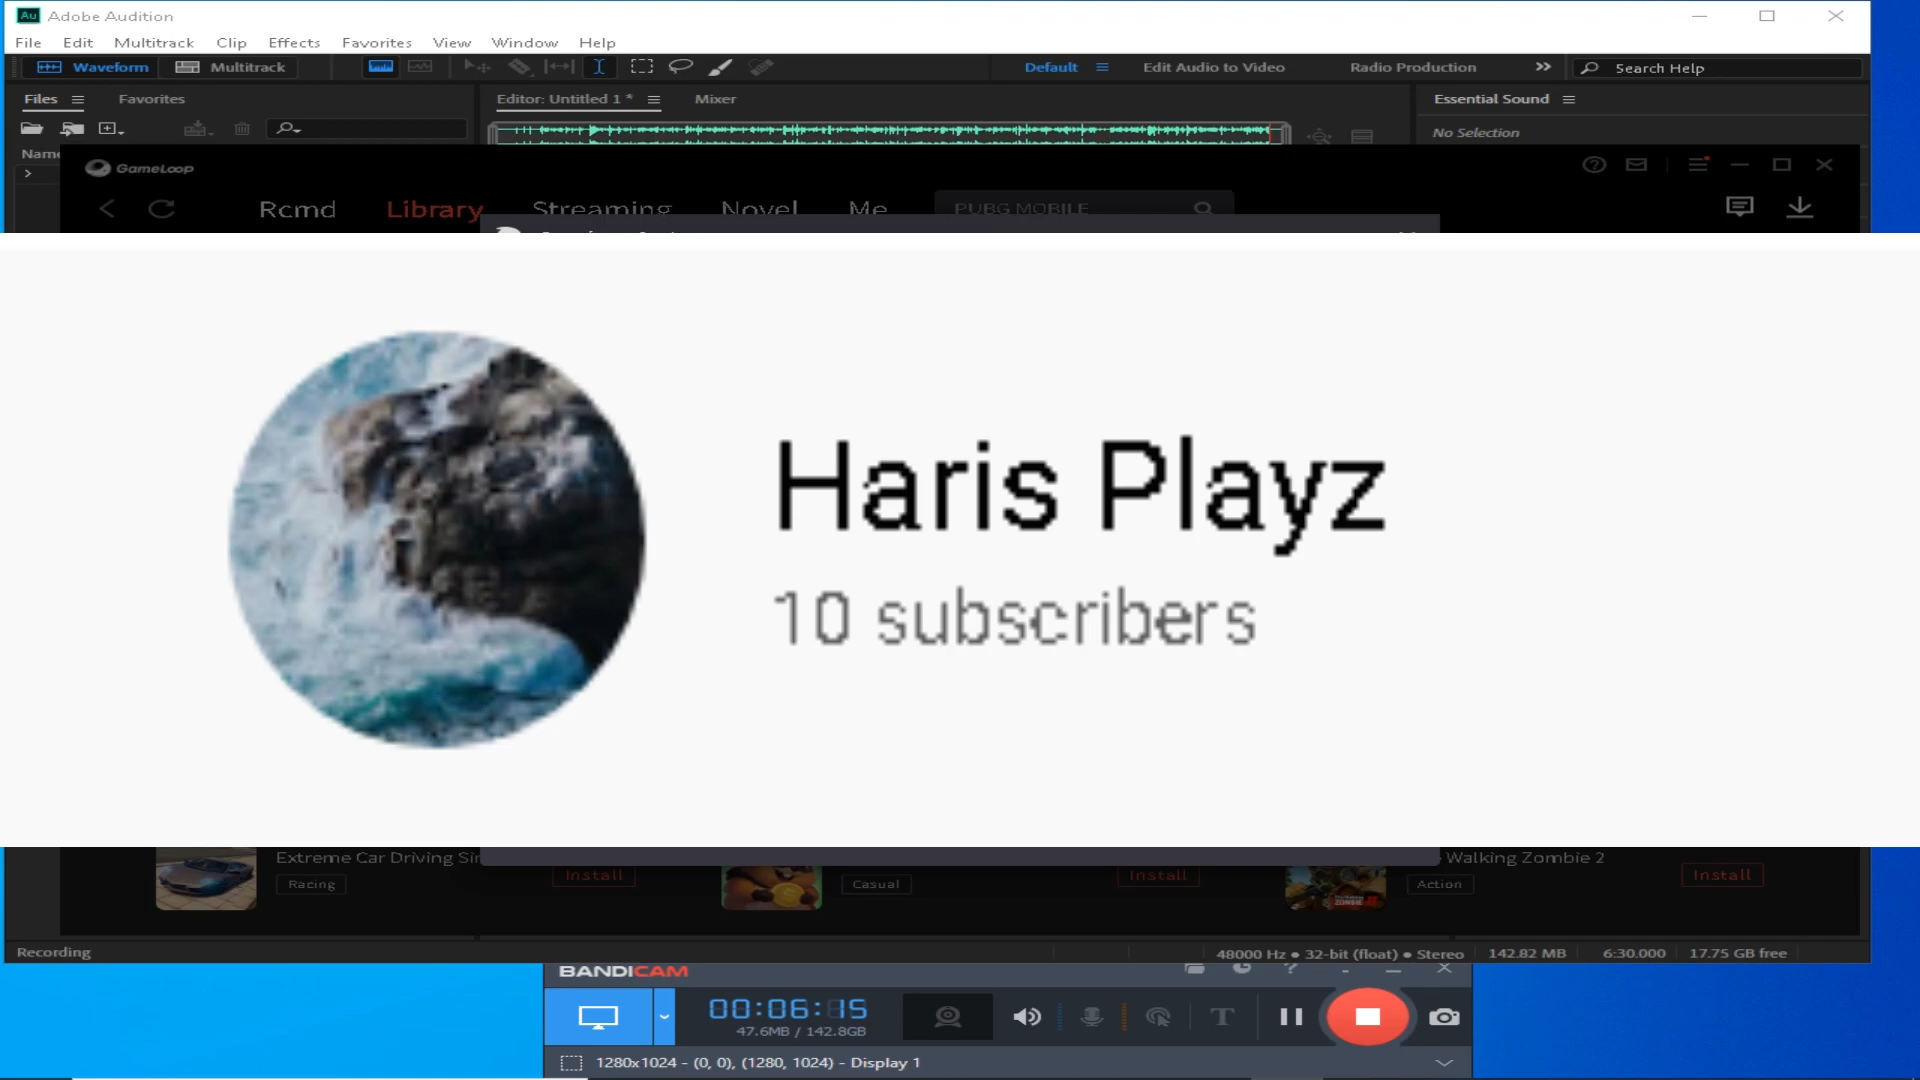 Au Adobe Audition
File Edit Multitrack Clip Effects Favorites View Window Help
Waveform Multitrack Default Edit Audio to Video Radio Production Search Help
Files Favorites Editor: Untitled 1 * Mixer Essential Sound
No Selection
Name
GameLoop
Rcmd Library Streaming Novel Me PUBG MOBILE
Haris Playz
10 subscribers
Extreme Car Driving Walking Zombie 2
Install Install Install
Racing Casual Action
Recording 48000 Hz • 32-bit (float) • Stereo 142.82 MB 6:30.000 17.75 GB free
BANDICAM
00:06:15
47.6MB / 142.8GB
1280x1024 - (0, 0), (1280, 1024) - Display 1